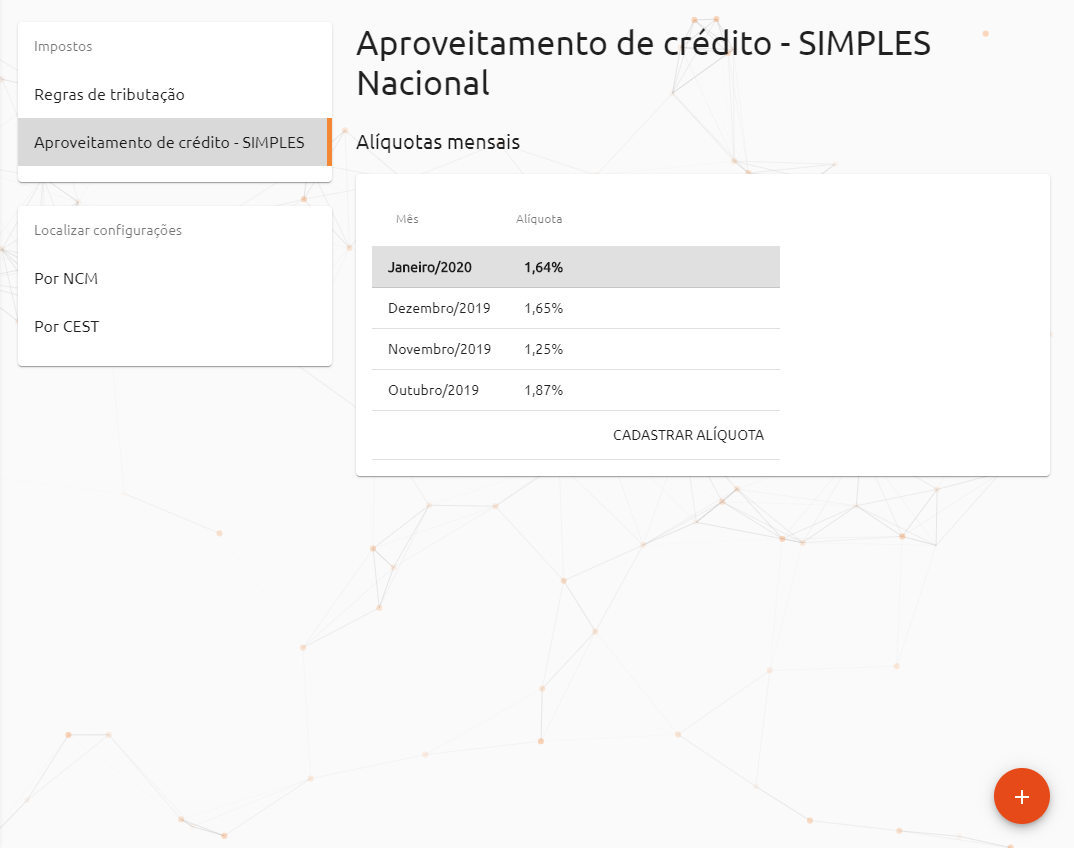 Impostos
Regras de tributação
Aproveitamento de crédito - SIMPLES
Localizar configurações
Por NCM
Por CEST
Aproveitamento de crédito - SIMPLES
Nacional
Alíquotas mensais
Mês Alíquota
Janeiro/2020 1,64%
Dezembro/2019 1,65%
Novembro/2019 1,25%
Outubro/2019 1,87%
CADASTRAR ALÍQUOTA
+